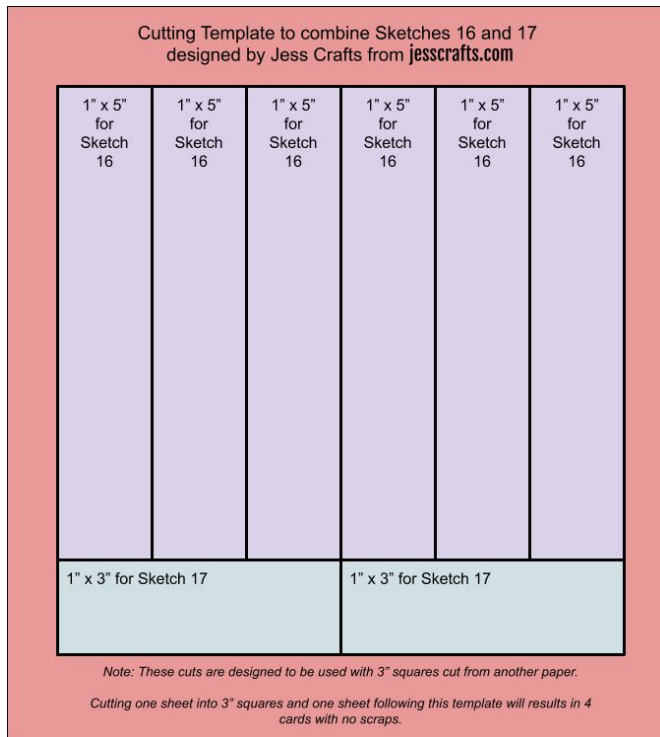 Cutting Template to combine Sketches 16 and 17
designed by Jess Crafts from jesscrafts.com
1” x 5”
for
Sketch
16
1” x 5”
for
Sketch
16
1” x 5”
for
Sketch
16
1” x 5”
for
Sketch
16
1” x 5”
for
Sketch
16
1” x 5”
for
Sketch
16
1” x 3” for Sketch 17
1” x 3” for Sketch 17
Note: These cuts are designed to be used with 3” squares cut from another paper.
Cutting one sheet into 3” squares and one sheet following this template will results in 4
cards with no scraps.